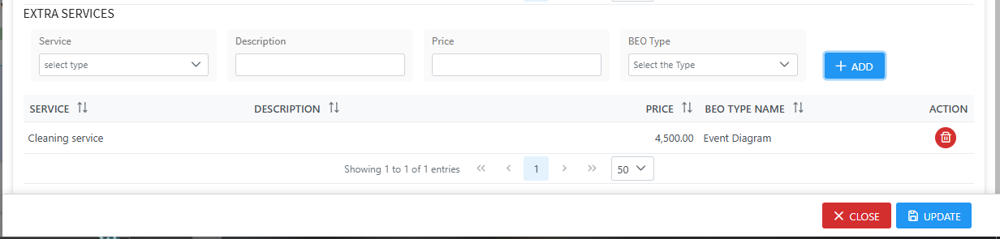 EXTRA SERVICES
Service Description Price BEO Type
select type Select the Type
ADD
SERVICE DESCRIPTION PRICE BEO TYPE NAME ACTION
Cleaning service 4,500.00 Event Diagram
Showing 1 to 1 of 1 entries 1 50
CLOSE UPDATE